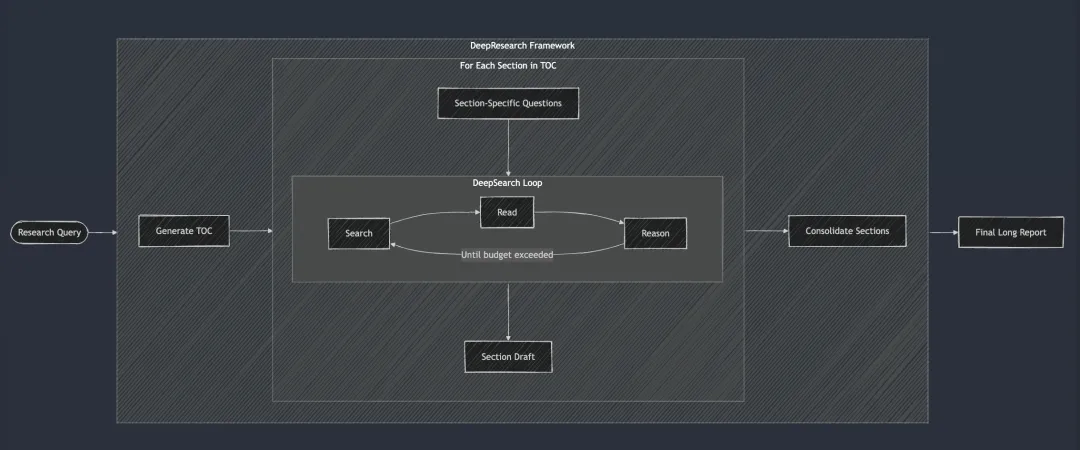 DeepResearch Framework
For Each Section in TOC
Section-Specific Questions
DeepSearch Loop
Read
Search
Reason
Until budget exceeded
Research Query
Generate TOC
Consolidate Sections
Final Long Report
Section Draft